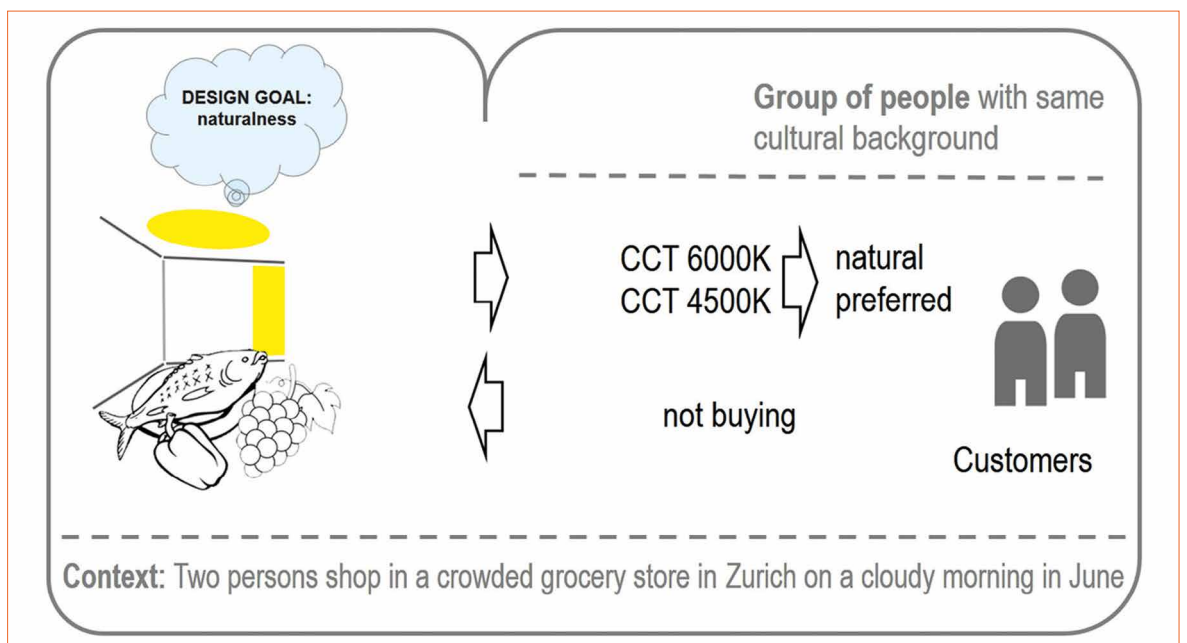 DESIGN GOAL:
naturalness
Group of people with same
cultural background
CCT 6000K
CCT 4500K
natural
preferred
not buying
Customers
Context: Two persons shop in a crowded grocery store in Zurich on a cloudy morning in June